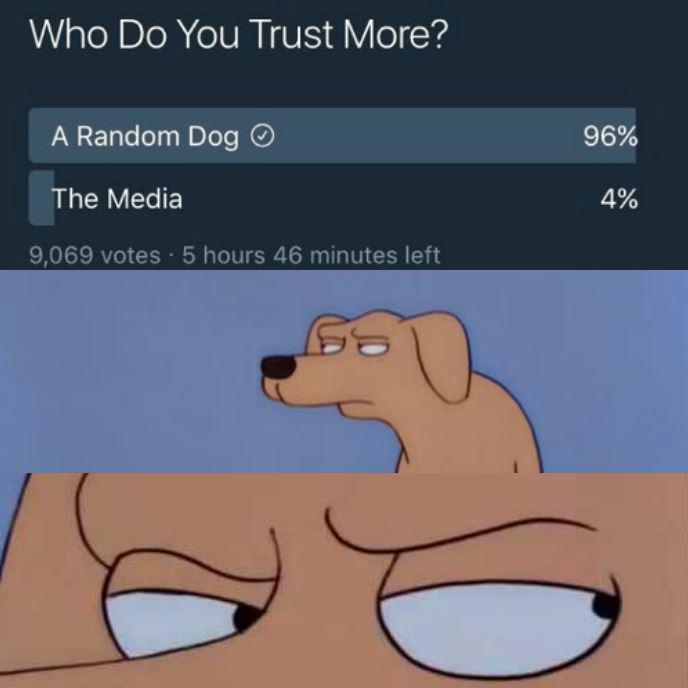 Who Do You Trust More?
A Random Dog 96%
The Media 4%
9,069 votes · 5 hours 46 minutes left